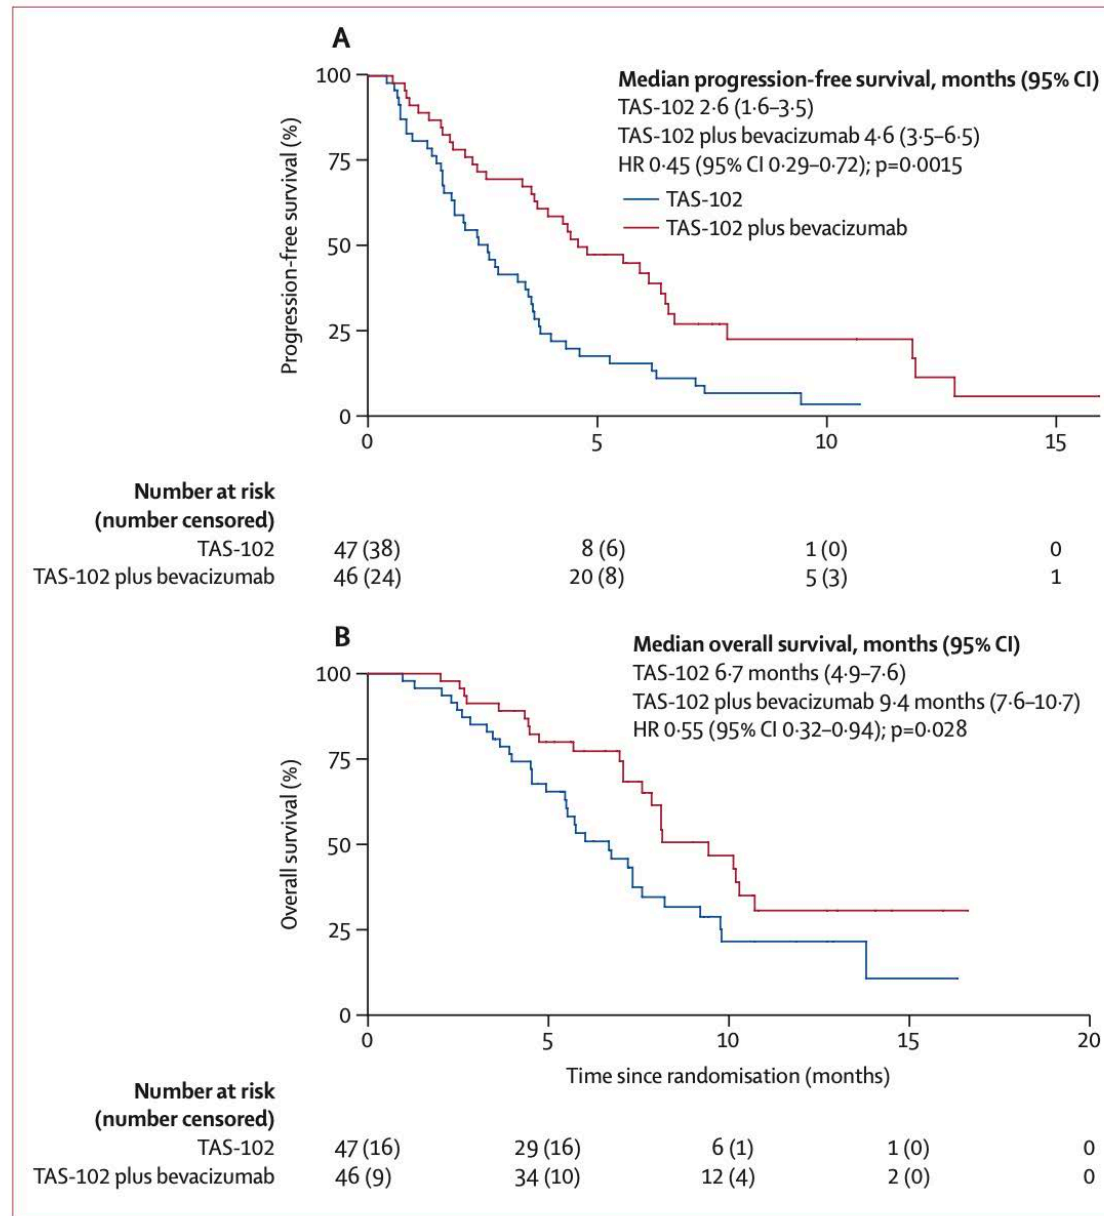 A
Median progression-free survival, months (95% CI)
TAS-102 2·6 (1·6–3·5)
TAS-102 plus bevacizumab 4·6 (3·5–6·5)
HR 0·45 (95% CI 0·29–0·72); p=0·0015
TAS-102
TAS-102 plus bevacizumab
Progression-free survival (%)
100
75
50
25
0
0 5 10 15
Number at risk
(number censored)
TAS-102 47 (38) 8 (6) 1 (0) 0
TAS-102 plus bevacizumab 46 (24) 20 (8) 5 (3) 1
B
Median overall survival, months (95% CI)
TAS-102 6·7 months (4·9–7·6)
TAS-102 plus bevacizumab 9·4 months (7·6–10·7)
HR 0·55 (95% CI 0·32–0·94); p=0·028
Overall survival (%)
100
75
50
25
0
0 5 10 15 20
Time since randomisation (months)
Number at risk
(number censored)
TAS-102 47 (16) 29 (16) 6 (1) 1 (0) 0
TAS-102 plus bevacizumab 46 (9) 34 (10) 12 (4) 2 (0) 0